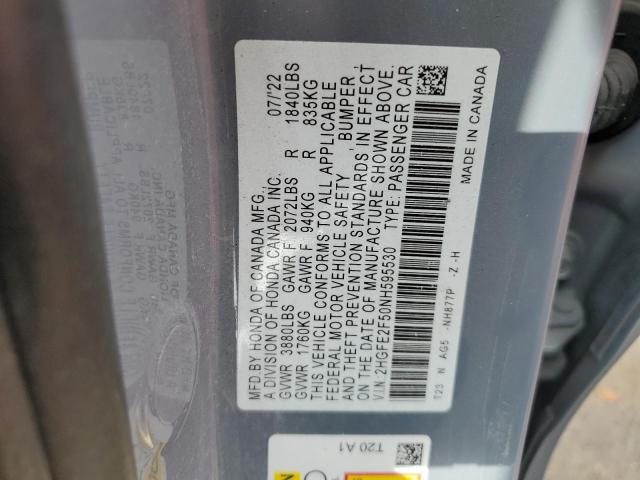 MFD.BY HONDA OF CANADA MFG.
A DIVISION OF HONDA CANADA INC. 07/'22
GVWR 3880LBS GAWR F 2072LBS R 1840LBS
GVWR 1760KG GAWR F 940KG R 835KG
THIS VEHICLE CONFORMS TO ALL APPLICABLE
FEDERAL MOTOR VEHICLE SAFETY, BUMPER,
AND THEFT PREVENTION STANDARDS IN EFFECT
ON THE DATE OF MANUFACTURE SHOWN ABOVE.
V.I.N. 2HGFE2F50NH595530 TYPE: PASSENGER CAR
T23 N AG5 -NH877P -Z -H
MADE IN CANADA
T20 A1